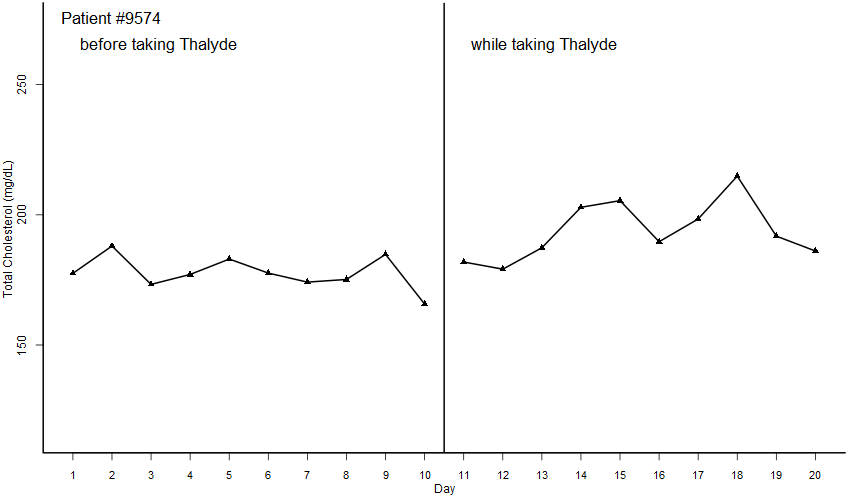 Patient #9574
before taking Thalyde
while taking Thalyde
Total Cholesterol (mg/dL)
250
200
150
1 2 3 4 5 6 7 8 9 10 11 12 13 14 15 16 17 18 19 20
Day